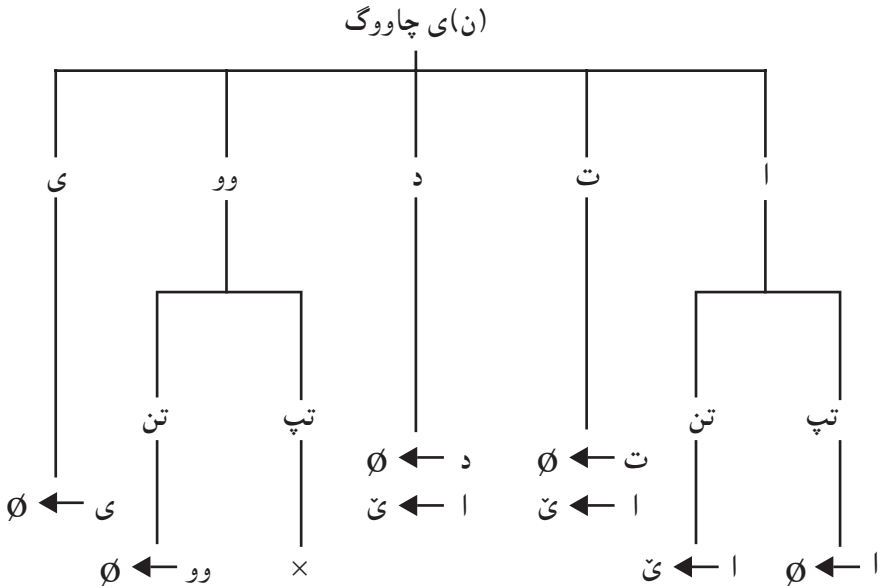 (ن)ی چاووگ
ا ت د وو ی
تپ تن تپ تن
ت ← Ø د ← Ø
ا ← ێ ا ← ێ ی ← Ø
ا ← Ø ا ← ێ × وو ← Ø